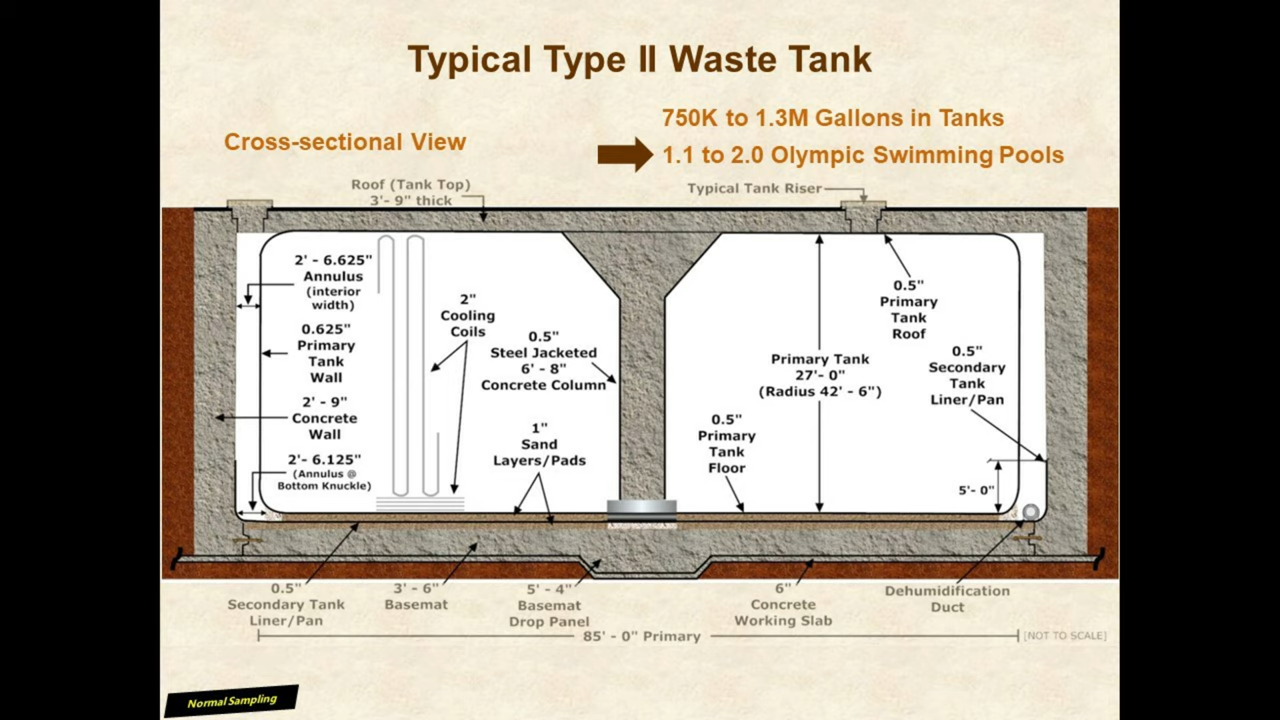 Typical Type II Waste Tank
750K to 1.3M Gallons in Tanks
Cross-sectional View
1.1 to 2.0 Olympic Swimming Pools
Roof (Tank Top)
3'- 9" thick
Typical Tank Riser
2' - 6.625"
Annulus
(interior
width)
0.625"
Primary
Tank
Wall
2' - 9"
Concrete
Wall
2'- 6.125"
(Annulus @
Bottom Knuckle)
2"
Cooling
Coils
0.5"
Steel Jacketed
6' - 8"
Concrete Column
1"
Sand
Layers/Pads
0.5"
Primary
Tank
Floor
Primary Tank
27'- 0"
(Radius 42' - 6")
0.5"
Primary
Tank
Roof
0.5"
Secondary
Tank
Liner/Pan
5'- 0"
0.5"
Secondary Tank
Liner/Pan
3' - 6"
Basemat
5' - 4"
Basemat
Drop Panel
6"
Concrete
Working Slab
Dehumidification
Duct
85' - 0" Primary
[NOT TO SCALE]
Normal Sampling